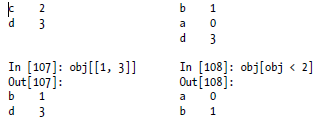 c 2
d 3
In [107]: obj[[1, 3]]
Out[107]:
b 1
d 3
b 1
a 0
d 3
In [108]: obj[obj < 2]
Out[108]:
a 0
b 1